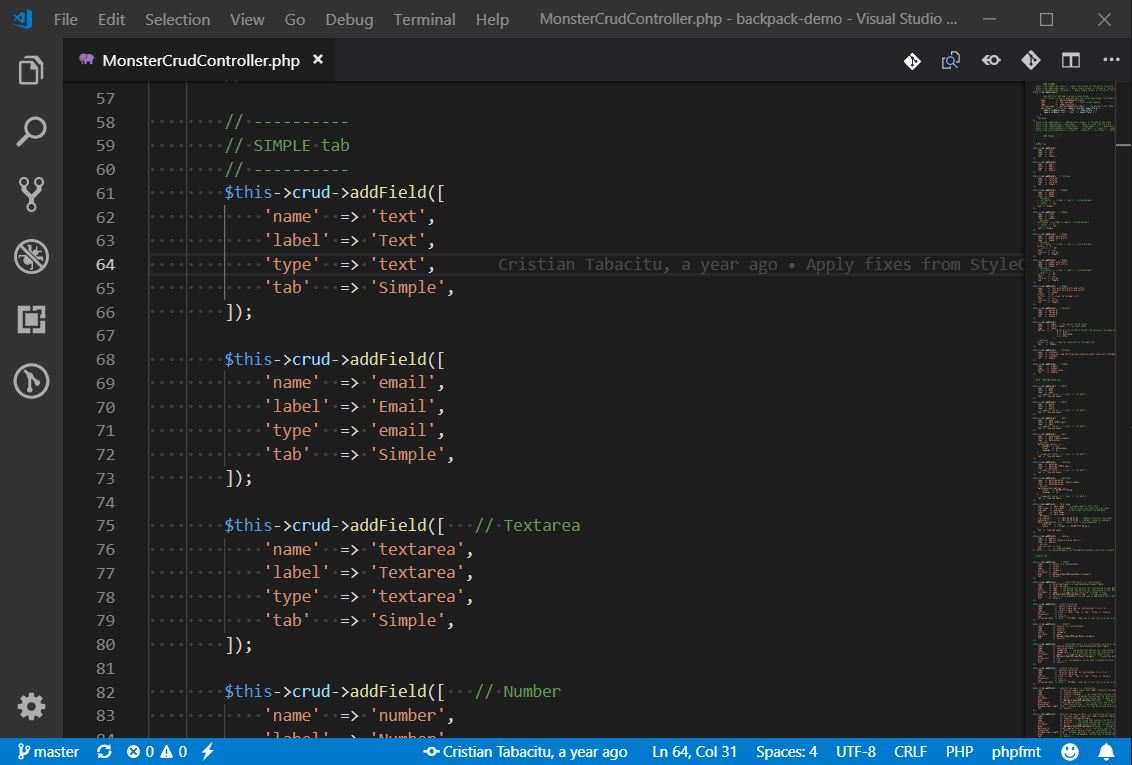 File Edit Selection View Go Debug Terminal Help MonsterCrudController.php - backpack-demo - Visual Studio ...
MonsterCrudController.php
57
58 // ----------
59 // SIMPLE tab
60 // ----------
61 $this->crud->addField([
62 'name' => 'text',
63 'label' => 'Text',
64 'type' => 'text', Cristian Tabacitu, a year ago • Apply fixes from StyleC
65 'tab' => 'Simple',
66 ]);
67
68 $this->crud->addField([
69 'name' => 'email',
70 'label' => 'Email',
71 'type' => 'email',
72 'tab' => 'Simple',
73 ]);
74
75 $this->crud->addField([ // Textarea
76 'name' => 'textarea',
77 'label' => 'Textarea',
78 'type' => 'textarea',
79 'tab' => 'Simple',
80 ]);
81
82 $this->crud->addField([ // Number
83 'name' => 'number',
84 'label' => 'Number',
master 0 0 Cristian Tabacitu, a year ago Ln 64, Col 31 Spaces: 4 UTF-8 CRLF PHP phpfmt